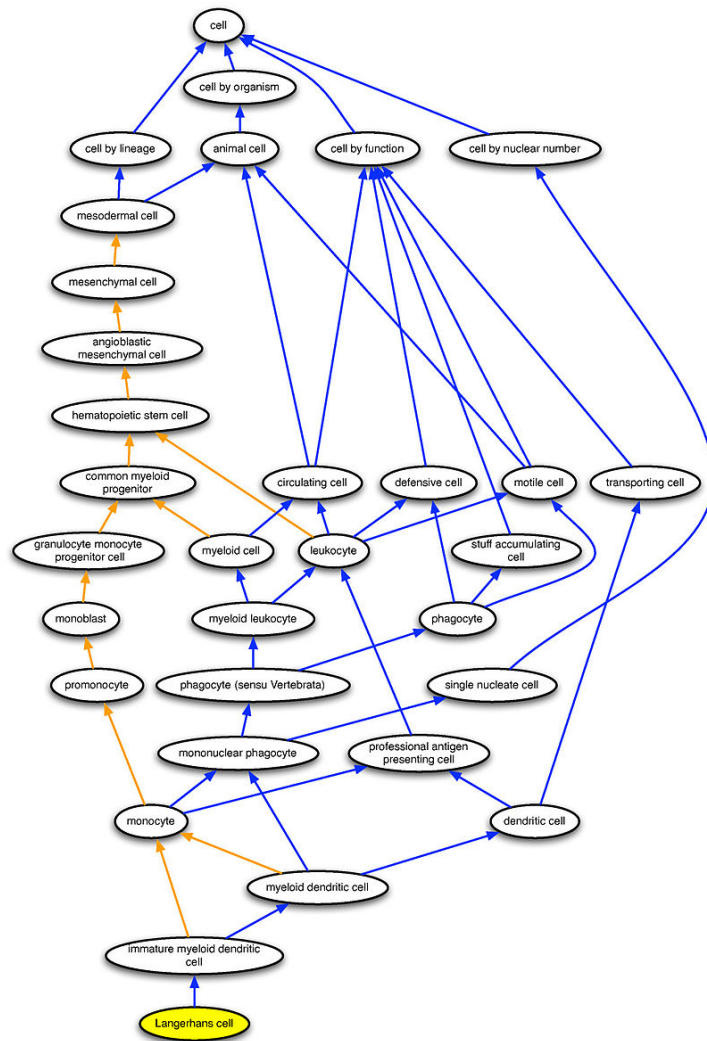 cell
cell by organism
cell by lineage
animal cell
cell by function
cell by nuclear number
mesodermal cell
mesenchymal cell
angioblastic
mesenchymal cell
hematopoietic stem cell
common myeloid
progenitor
circulating cell
defensive cell
motile cell
transporting cell
granulocyte monocyte
progenitor cell
myeloid cell
leukocyte
stuff accumulating
cell
monoblast
myeloid leukocyte
phagocyte
promonocyte
phagocyte (sensu Vertebrata)
single nucleate cell
mononuclear phagocyte
professional antigen
presenting cell
monocyte
dendritic cell
myeloid dendritic cell
immature myeloid dendritic
cell
Langerhans cell